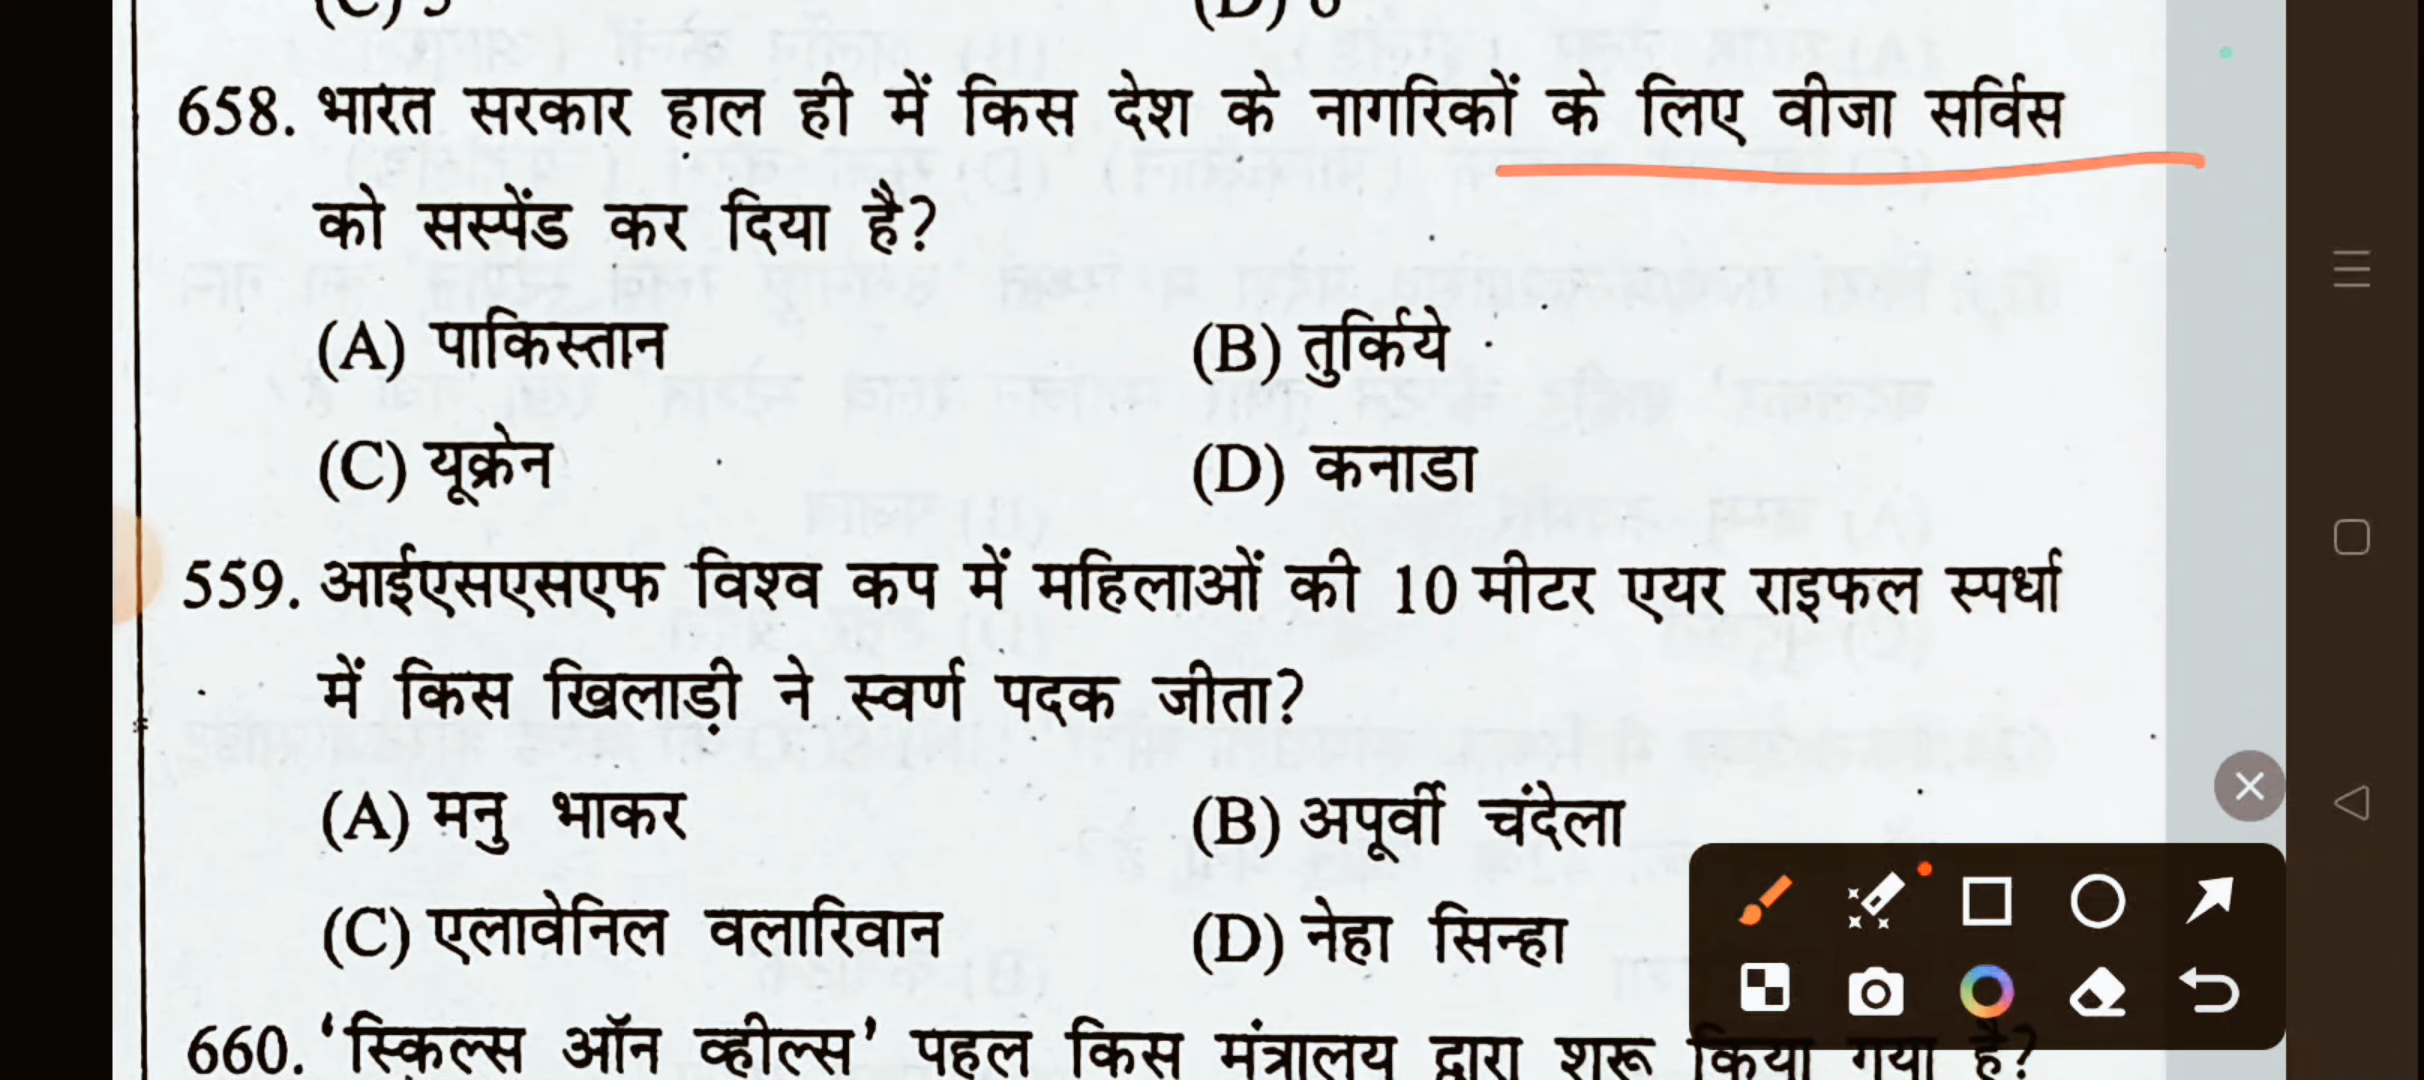 658. भारत सरकार हाल ही में किस देश के नागरिकों के लिए वीजा सर्विस
को सस्पेंड कर दिया है?
(A) पाकिस्तान (B) तुर्किये
(C) यूक्रेन (D) कनाडा
559. आईएसएसएफ विश्व कप में महिलाओं की 10 मीटर एयर राइफल स्पर्धा
में किस खिलाड़ी ने स्वर्ण पदक जीता?
(A) मनु भाकर (B) अपूर्वी चंदेला
(C) एलावेनिल वलारिवान (D) नेहा सिन्हा
660. 'स्किल्स ऑन व्हील्स' पहल किस मंत्रालय द्वारा शुरू किया गया है?